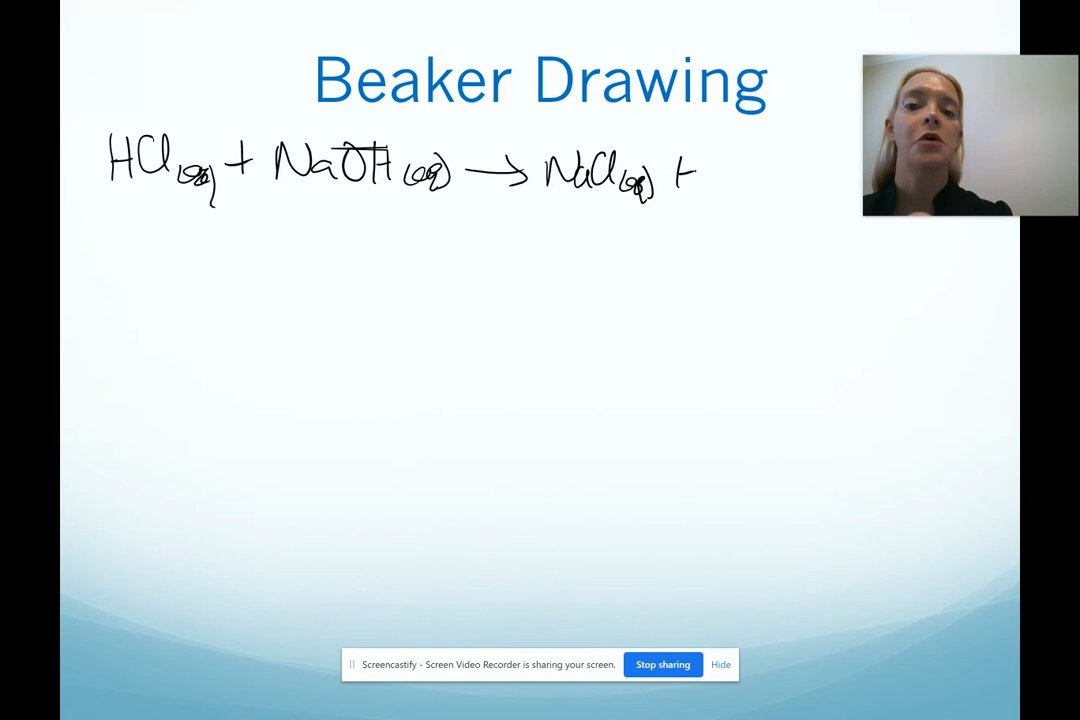 Beaker Drawing
HCl(aq) + NaOH(aq) → NaCl(aq) +
Screencastify - Screen Video Recorder is sharing your screen. Stop sharing Hide